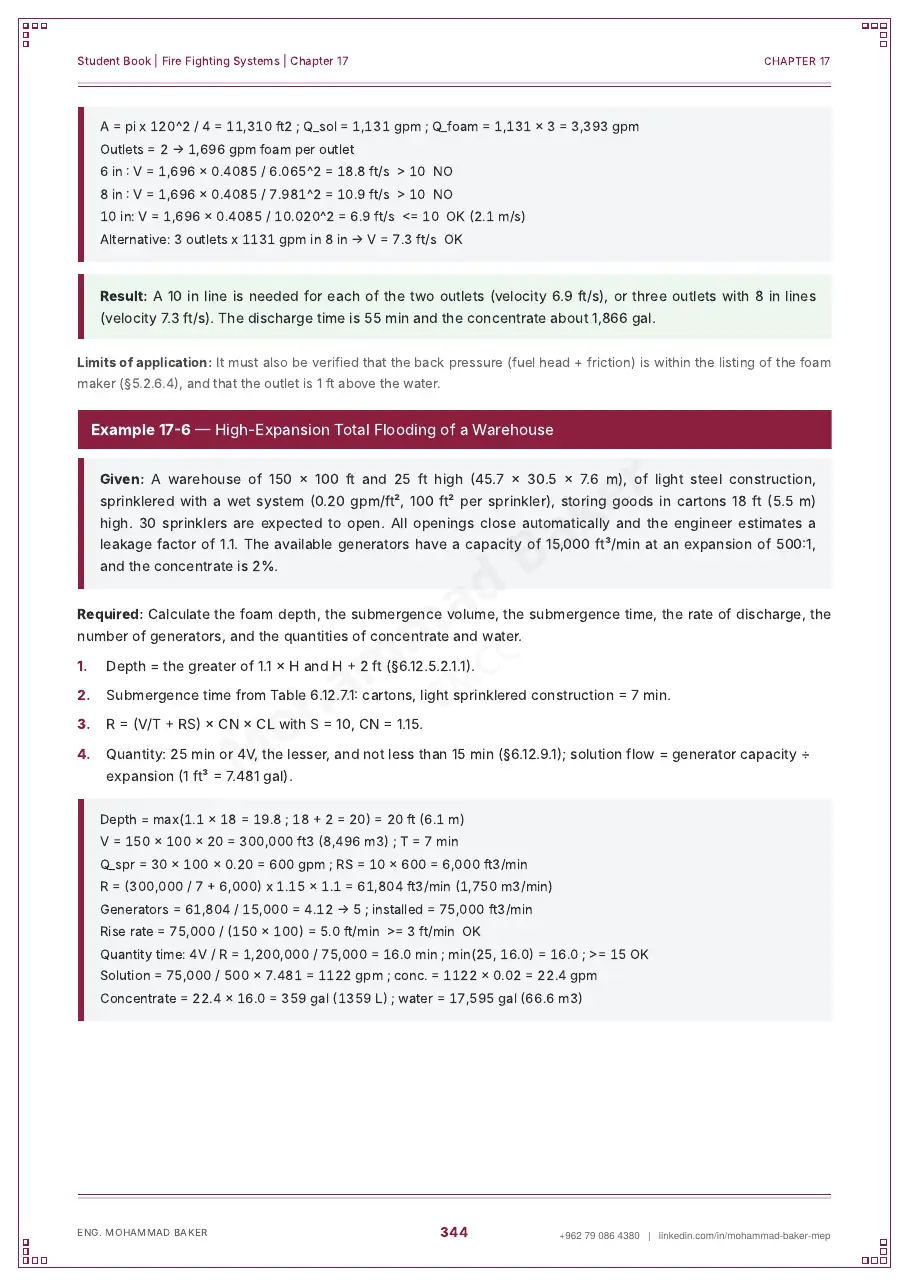 Student Book | Fire Fighting Systems | Chapter 17
CHAPTER 17
A = pi x 120^2 / 4 = 11,310 ft2 ; Q_sol = 1,131 gpm ; Q_foam = 1,131 × 3 = 3,393 gpm
Outlets = 2 → 1,696 gpm foam per outlet
6 in : V = 1,696 × 0.4085 / 6.065^2 = 18.8 ft/s > 10 NO
8 in : V = 1,696 × 0.4085 / 7.981^2 = 10.9 ft/s > 10 NO
10 in: V = 1,696 × 0.4085 / 10.020^2 = 6.9 ft/s <= 10 OK (2.1 m/s)
Alternative: 3 outlets x 1131 gpm in 8 in → V = 7.3 ft/s OK
Result: A 10 in line is needed for each of the two outlets (velocity 6.9 ft/s), or three outlets with 8 in lines
(velocity 7.3 ft/s). The discharge time is 55 min and the concentrate about 1,866 gal.
Limits of application: It must also be verified that the back pressure (fuel head + friction) is within the listing of the foam
maker (§5.2.6.4), and that the outlet is 1 ft above the water.
Example 17-6 — High-Expansion Total Flooding of a Warehouse
Given: A warehouse of 150 × 100 ft and 25 ft high (45.7 × 30.5 × 7.6 m), of light steel construction,
sprinklered with a wet system (0.20 gpm/ft², 100 ft² per sprinkler), storing goods in cartons 18 ft (5.5 m)
high. 30 sprinklers are expected to open. All openings close automatically and the engineer estimates a
leakage factor of 1.1. The available generators have a capacity of 15,000 ft³/min at an expansion of 500:1,
and the concentrate is 2%.
Required: Calculate the foam depth, the submergence volume, the submergence time, the rate of discharge, the
number of generators, and the quantities of concentrate and water.
1. Depth = the greater of 1.1 × H and H + 2 ft (§6.12.5.2.1.1).
2. Submergence time from Table 6.12.7.1: cartons, light sprinklered construction = 7 min.
3. R = (V/T + RS) × CN × CL with S = 10, CN = 1.15.
4. Quantity: 25 min or 4V, the lesser, and not less than 15 min (§6.12.9.1); solution flow = generator capacity ÷
expansion (1 ft³ = 7.481 gal).
Depth = max(1.1 × 18 = 19.8 ; 18 + 2 = 20) = 20 ft (6.1 m)
V = 150 × 100 × 20 = 300,000 ft3 (8,496 m3) ; T = 7 min
Q_spr = 30 × 100 × 0.20 = 600 gpm ; RS = 10 × 600 = 6,000 ft3/min
R = (300,000 / 7 + 6,000) x 1.15 × 1.1 = 61,804 ft3/min (1,750 m3/min)
Generators = 61,804 / 15,000 = 4.12 → 5 ; installed = 75,000 ft3/min
Rise rate = 75,000 / (150 × 100) = 5.0 ft/min >= 3 ft/min OK
Quantity time: 4V / R = 1,200,000 / 75,000 = 16.0 min ; min(25, 16.0) = 16.0 ; >= 15 OK
Solution = 75,000 / 500 × 7.481 = 1122 gpm ; conc. = 1122 × 0.02 = 22.4 gpm
Concentrate = 22.4 × 16.0 = 359 gal (1359 L) ; water = 17,595 gal (66.6 m3)
Mohammad Baker
EMCC
ENG. MOHAMMAD BAKER
344
+962 79 086 4380 | linkedin.com/in/mohammad-baker-mep